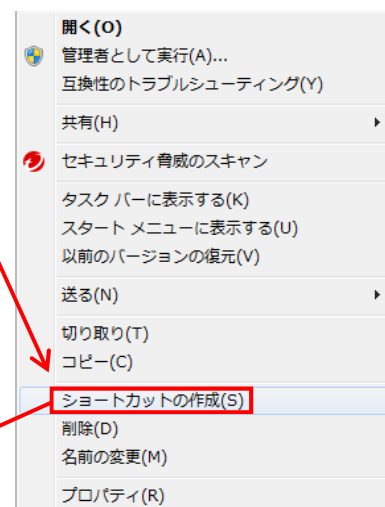 開く(O)
管理者として実行(A)...
互換性のトラブルシューティング(Y)
共有(H)
セキュリティ脅威のスキャン
タスク バーに表示する(K)
スタート メニューに表示する(U)
以前のバージョンの復元(V)
送る(N)
切り取り(T)
コピー(C)
ショートカットの作成(S)
削除(D)
名前の変更(M)
プロパティ(R)